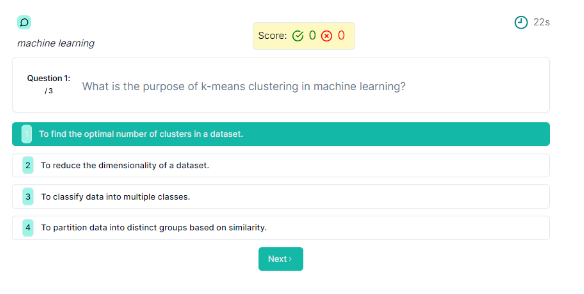 22s
machine learning
Score: 0 0
Question 1:
/ 3
What is the purpose of k-means clustering in machine learning?
1 To find the optimal number of clusters in a dataset.
2 To reduce the dimensionality of a dataset.
3 To classify data into multiple classes.
4 To partition data into distinct groups based on similarity.
Next ›